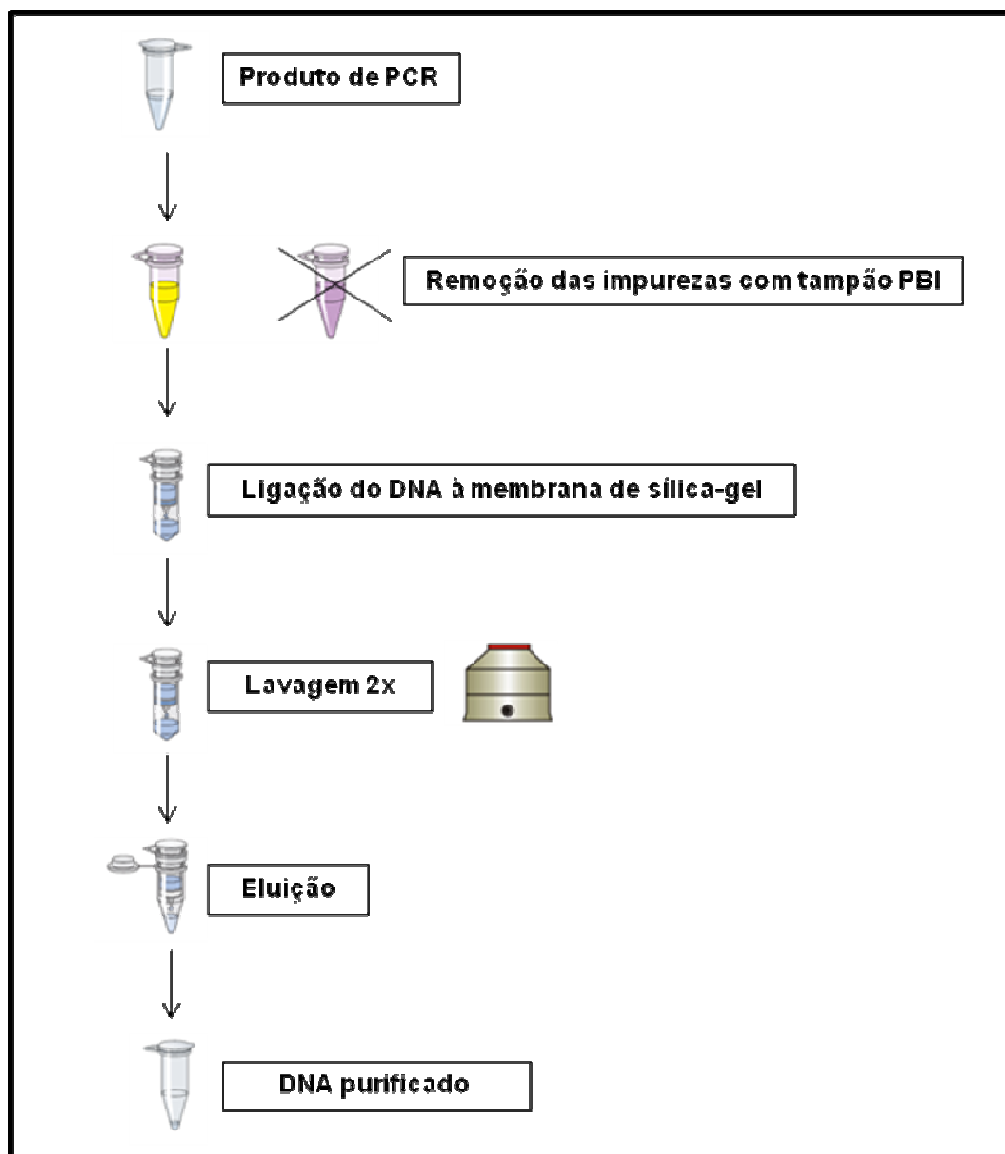 Produto de PCR
Remoção das impurezas com tampão PBI
Ligação do DNA à membrana de sílica-gel
Lavagem 2x
Eluição
DNA purificado